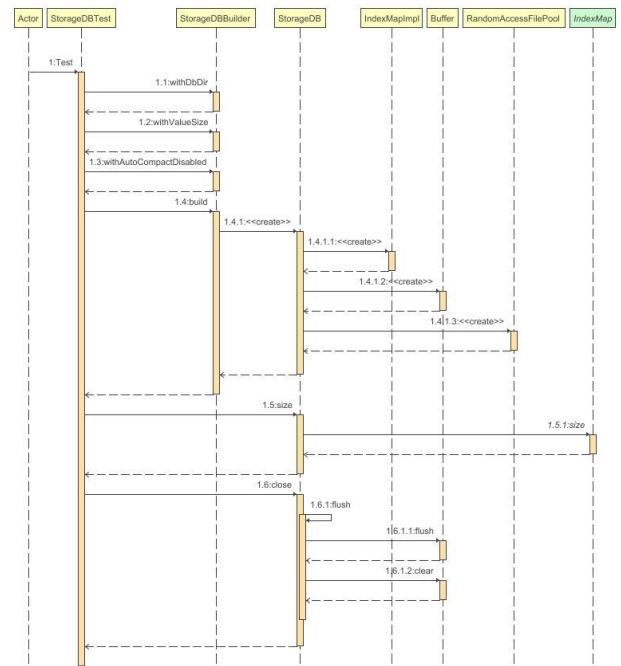 Actor StorageDBTest StorageDBBuilder StorageDB IndexMapImpl Buffer RandomAccessFilePool IndexMap
1:Test
1.1:withDbDir
1.2:withValueSize
1.3:withAutoCompactDisabled
1.4:build
1.4.1:<<create>>
1.4.1.1:<<create>>
1.4.1.2:<<create>>
1.4.1.3:<<create>>
1.5:size
1.5.1:size
1.6:close
1.6.1:flush
1.6.1.1:flush
1.6.1.2:clear